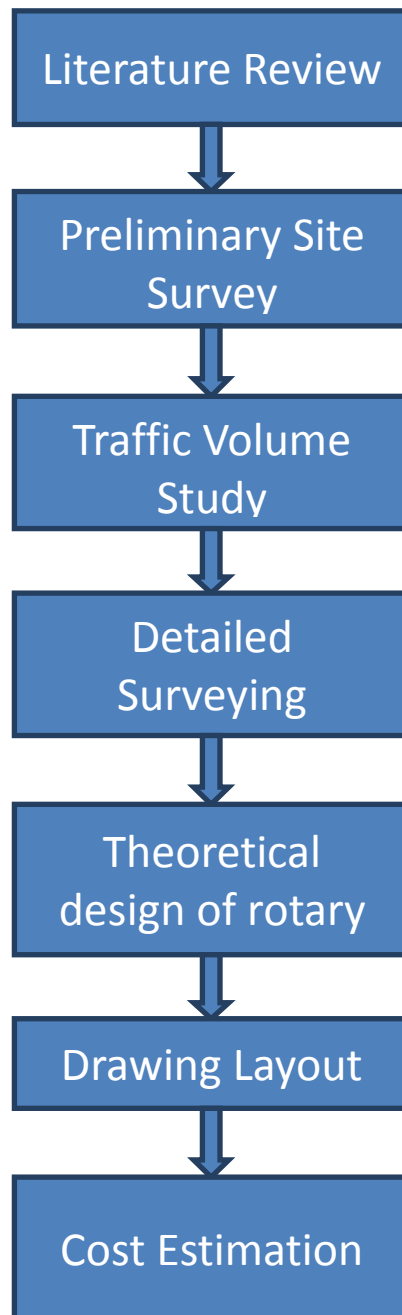 Literature Review
Preliminary Site
Survey
Traffic Volume
Study
Detailed
Surveying
Theoretical
design of rotary
Drawing Layout
Cost Estimation